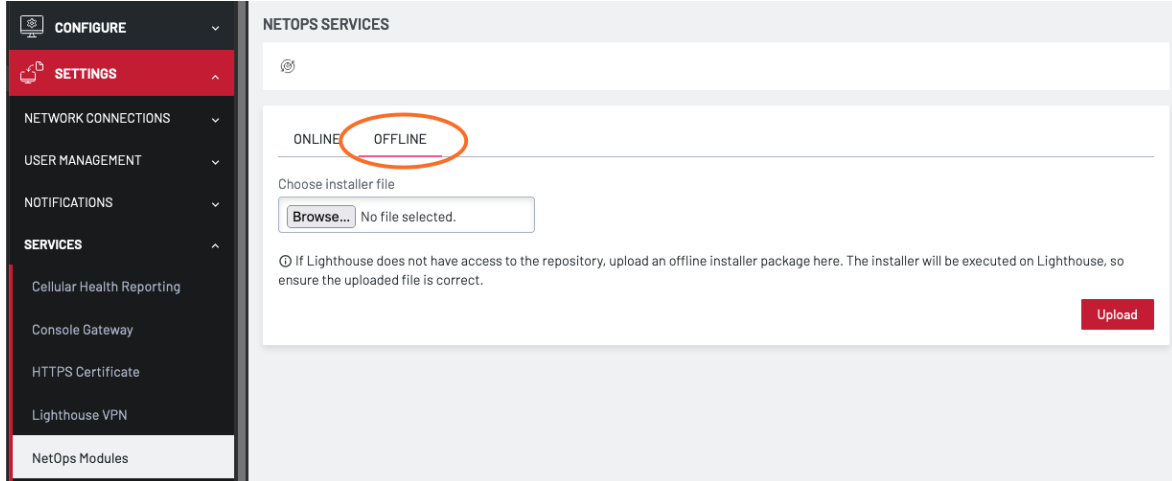 CONFIGURE
SETTINGS
NETWORK CONNECTIONS
USER MANAGEMENT
NOTIFICATIONS
SERVICES
Cellular Health Reporting
Console Gateway
HTTPS Certificate
Lighthouse VPN
NetOps Modules
NETOPS SERVICES
ONLINE OFFLINE
Choose installer file
Browse... No file selected.
If Lighthouse does not have access to the repository, upload an offline installer package here. The installer will be executed on Lighthouse, so
ensure the uploaded file is correct.
Upload